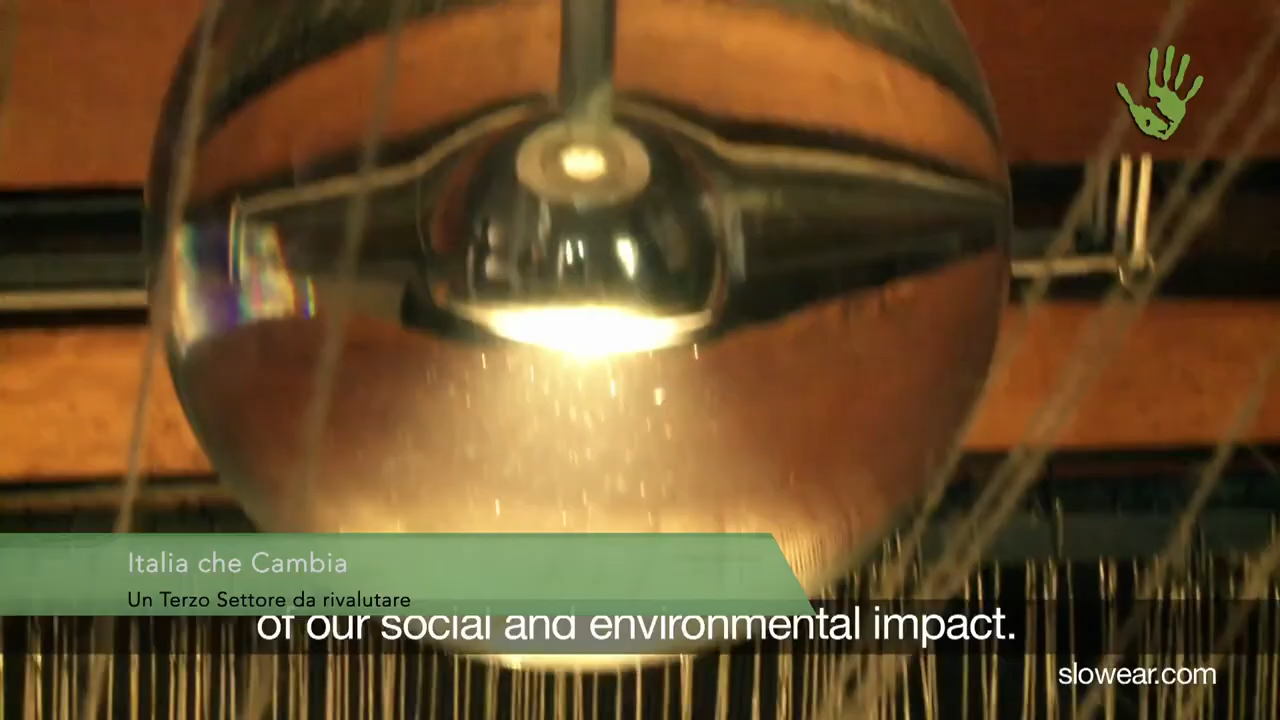 Italia che Cambia
Un Terzo Settore da rivalutare
of our social and environmental impact.
slowear.com